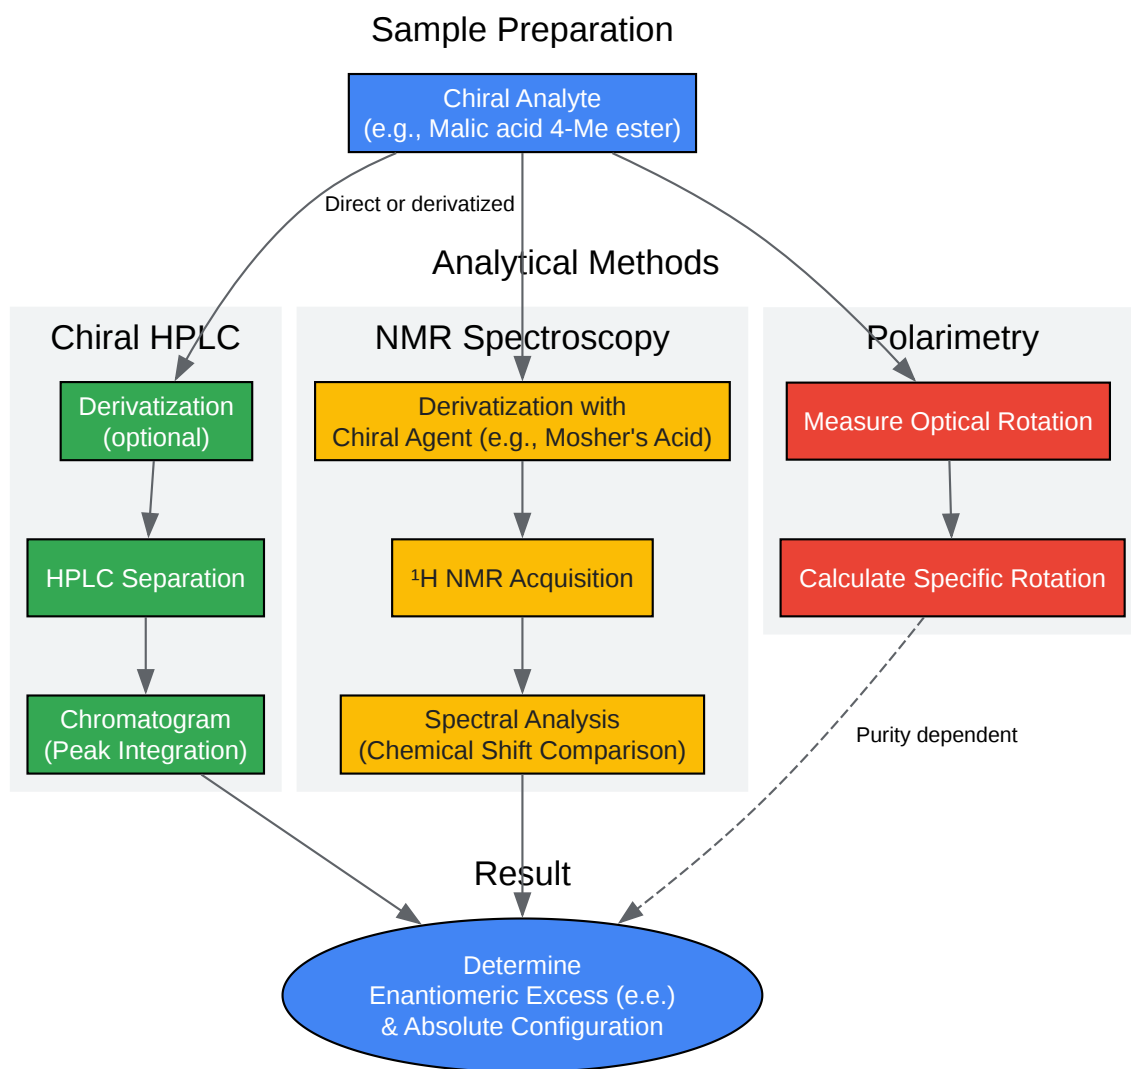 Sample Preparation
Chiral Analyte
(e.g., Malic acid 4-Me ester)
Direct or derivatized
Analytical Methods
Chiral HPLC
Derivatization
(optional)
HPLC Separation
Chromatogram
(Peak Integration)
NMR Spectroscopy
Derivatization with
Chiral Agent (e.g., Mosher's Acid)
¹H NMR Acquisition
Spectral Analysis
(Chemical Shift Comparison)
Polarimetry
Measure Optical Rotation
Calculate Specific Rotation
Purity dependent
Result
Determine
Enantiomeric Excess (e.e.)
& Absolute Configuration